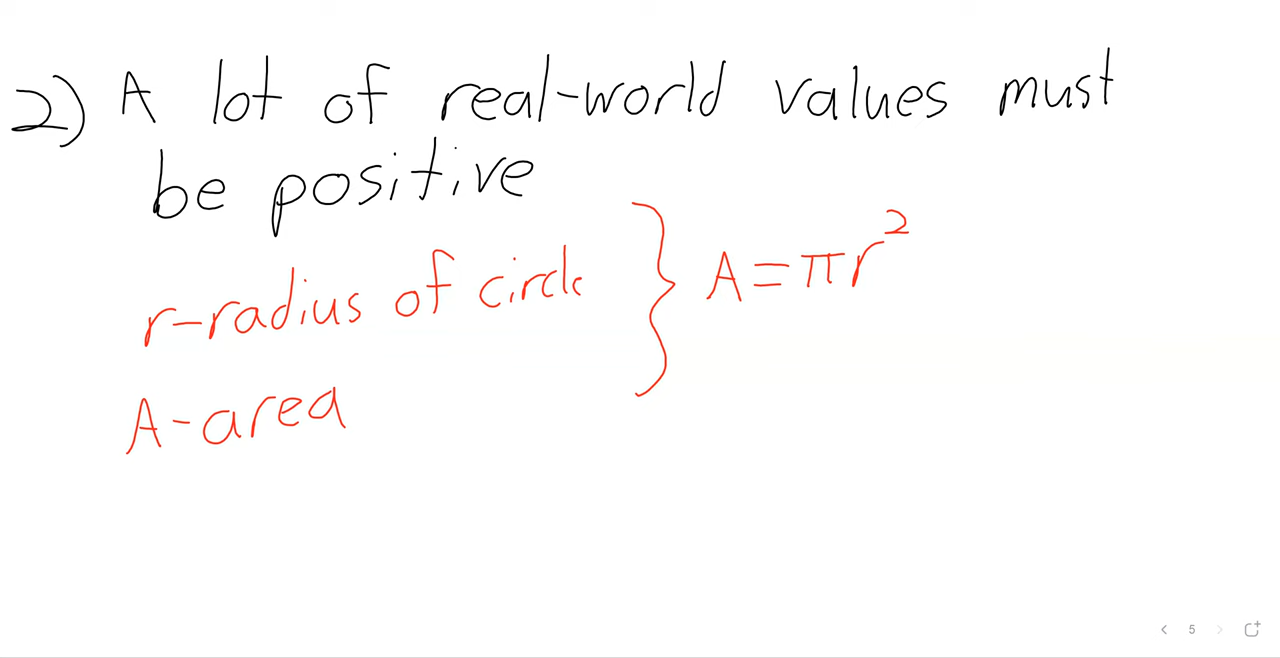 2) A lot of real-world values must
be positive
r-radius of circle
A-area
} A=πr²
5